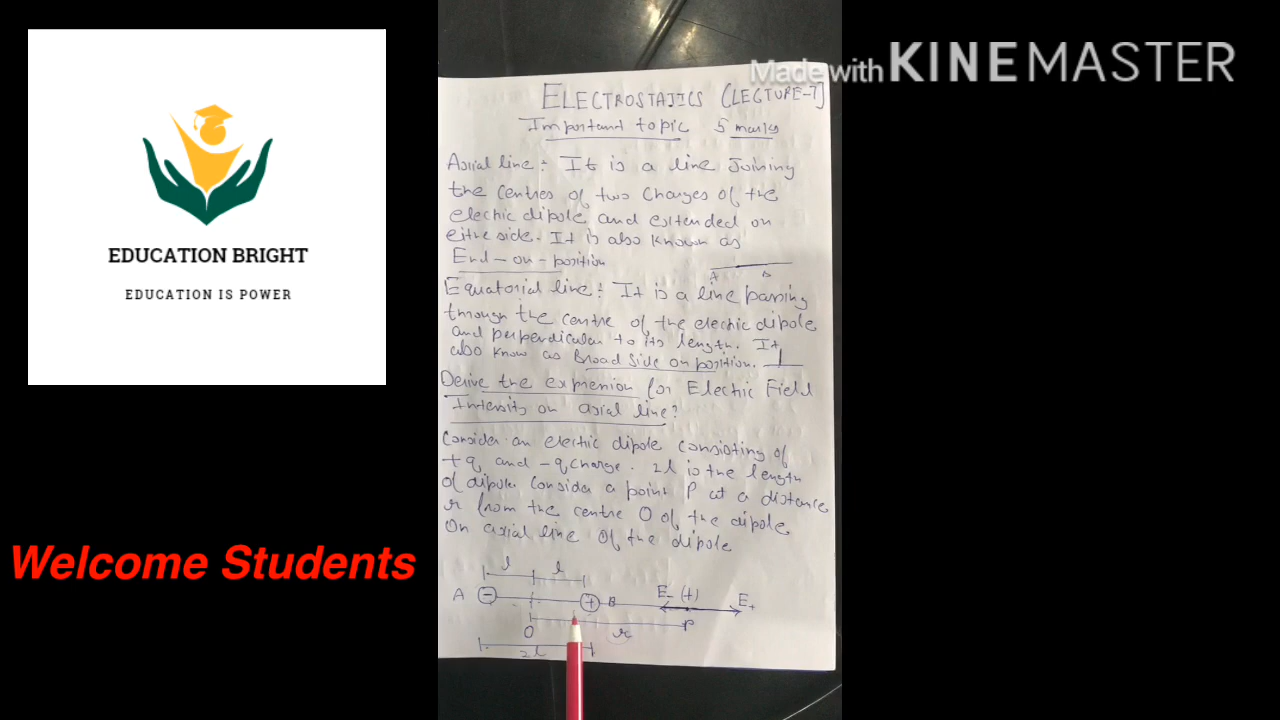 Made with KINEMASTER
EDUCATION BRIGHT
EDUCATION IS POWER
Welcome Students
ELECTROSTATICS (LECTURE-7)
Important topic 5 marks
Axial line: It is a line Joining
the centres of two charges of the
electric dipole and extended on
eithe side. It is also known as
End-on-position
A B
Equatorial line: It is a line passing
through the centre of the electric dipole
and perpendicular to its length. It
also know as Broad Side on position.
Derive the expression for Electric Field
Intensity on axial line?
Consider an electric dipole consisting of
+q and -q charge. 2l is the length
of dipole. Consider a point P at a distance
r from the centre O of the dipole
On axial line Of the dipole
l l
A - + B E- (+) E+
O r P
2l